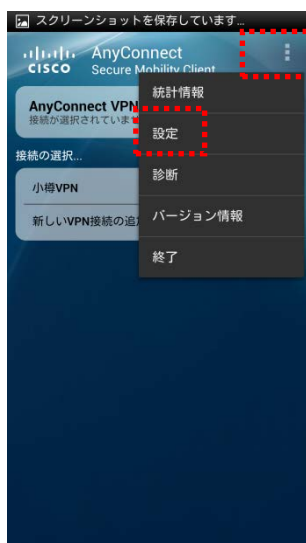 スクリーンショットを保存しています...
CISCO
AnyConnect
Secure Mobility Client
統計情報
設定
診断
バージョン情報
終了
AnyConnect VPN
接続が選択されていま
接続の選択...
小樽VPN
新しいVPN接続の追